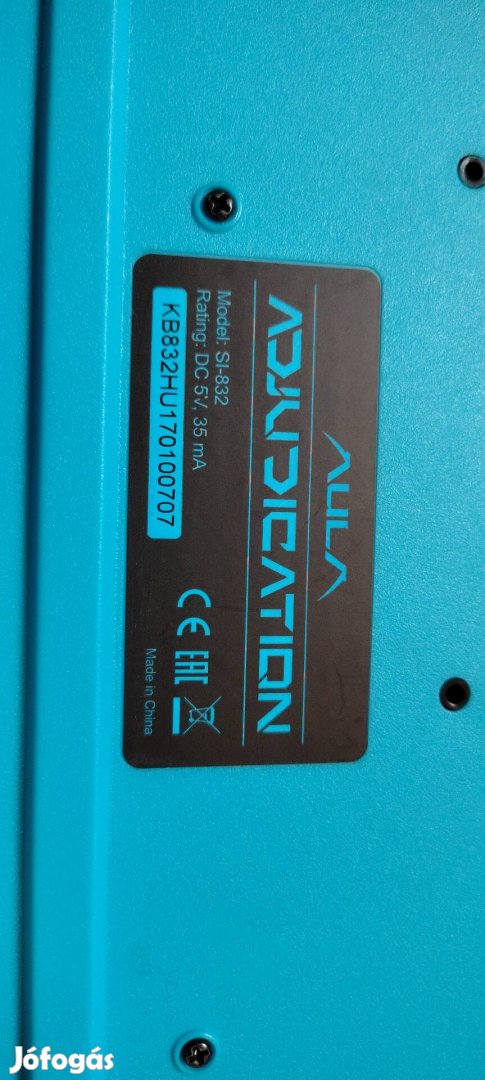 AULA
ADJUDICATION
Model: SI-832
Rating: DC 5V, 35 mA
KB832HU170100707
CE EAC
Made in China
Jófogás